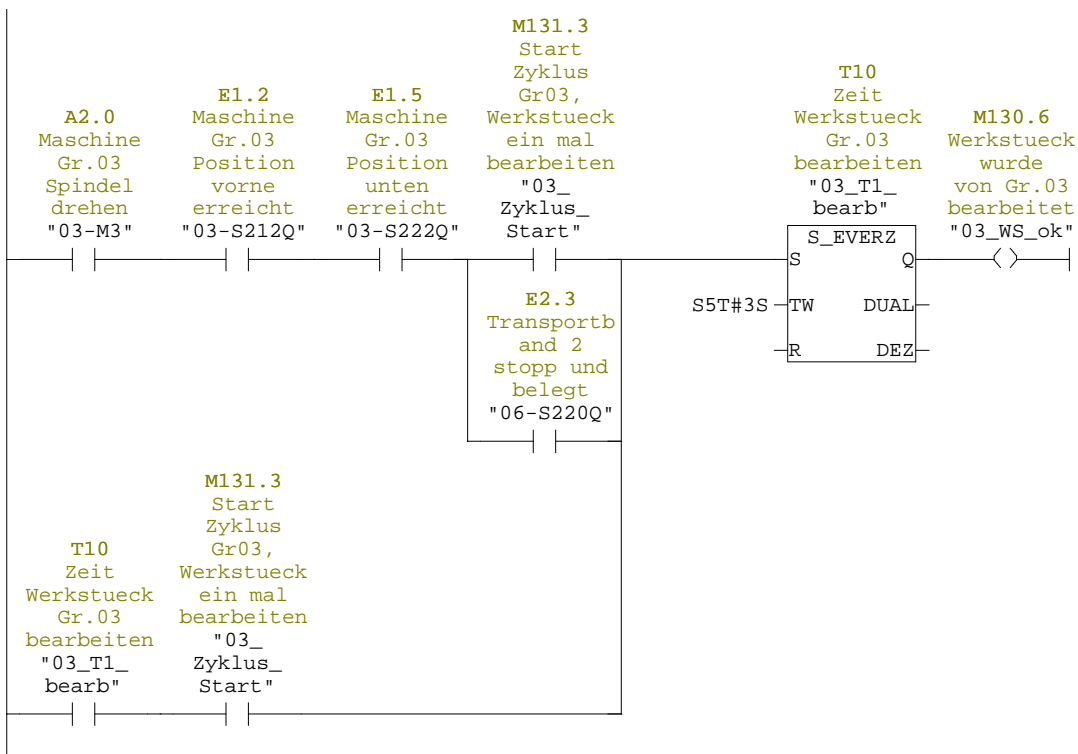 M131.3
Start
Zyklus
Gr03,
Werkstueck
ein mal
bearbeiten
"03_
Zyklus_
Start"
T10
Zeit
Werkstueck
Gr.03
bearbeiten
"03_T1_
bearb"
E1.2
Maschine
Gr.03
Position
vorne
erreicht
"03-S212Q"
E1.5
Maschine
Gr.03
Position
unten
erreicht
"03-S222Q"
A2.0
Maschine
Gr.03
Spindel
drehen
"03-M3"
M130.6
Werkstueck
wurde
von Gr.03
bearbeitet
"03_WS_ok"
S_EVERZ
S
Q
S5T#3S
TW
DUAL
R
DEZ
E2.3
Transportb
and 2
stopp und
belegt
"06-S220Q"
M131.3
Start
Zyklus
Gr03,
Werkstueck
ein mal
bearbeiten
"03_
Zyklus_
Start"
T10
Zeit
Werkstueck
Gr.03
bearbeiten
"03_T1_
bearb"